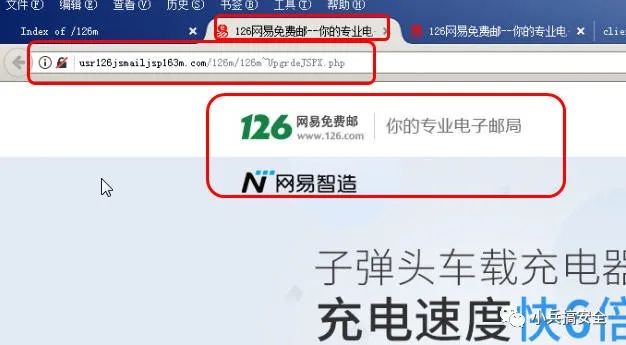 文件(F) 编辑(E) 查看(V) 历史(S) 书签(B) 工具(T) 帮助(H)
Index of /126m × 126网易免费邮--你的专业电· × 126网易免费邮--你的专业电· × clie
usr126jsmailjsp163m.com/126m/126m~UpgrdeJSPX.php
126 网易免费邮 你的专业电子邮局
www.126.com
网易智造
子弹头车载充电器
充电速度快6倍
小兵搞安全